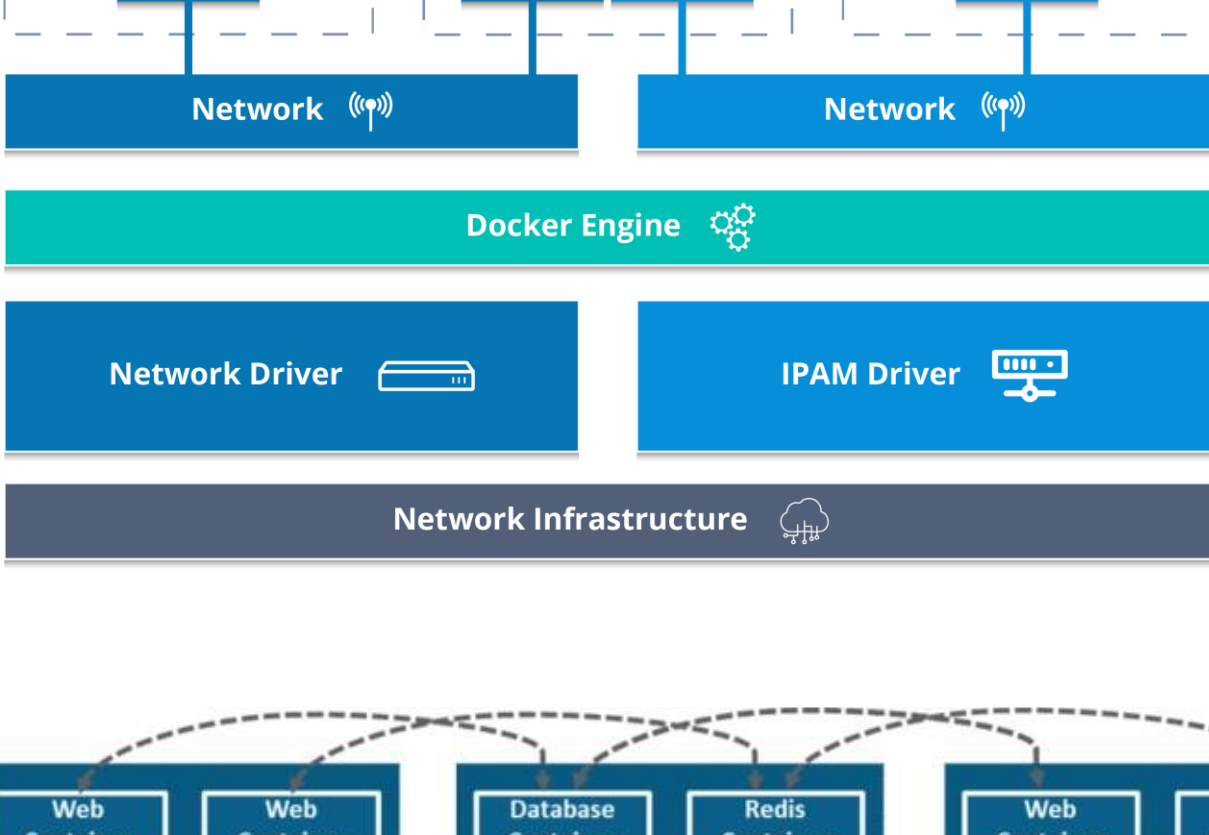 Network
Network
Docker Engine
Network Driver
IPAM Driver
Network Infrastructure
Web
Web
Database
Redis
Web